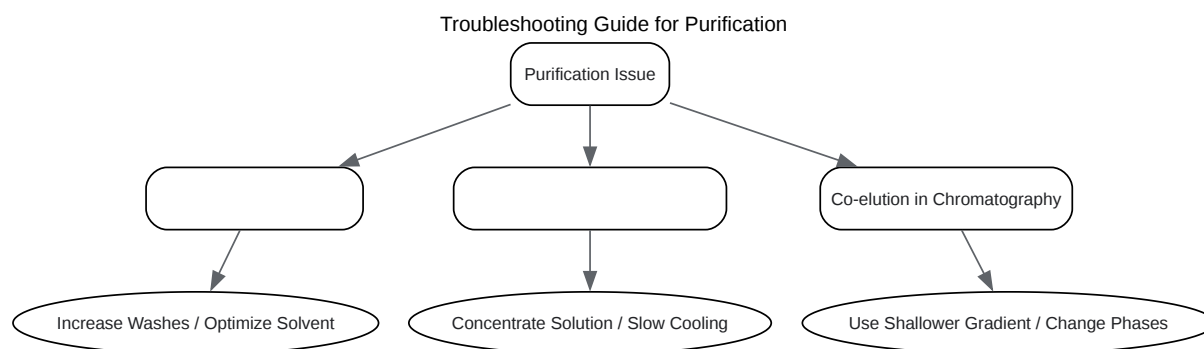 Troubleshooting Guide for Purification
Purification Issue
Co-elution in Chromatography
Increase Washes / Optimize Solvent
Concentrate Solution / Slow Cooling
Use Shallower Gradient / Change Phases